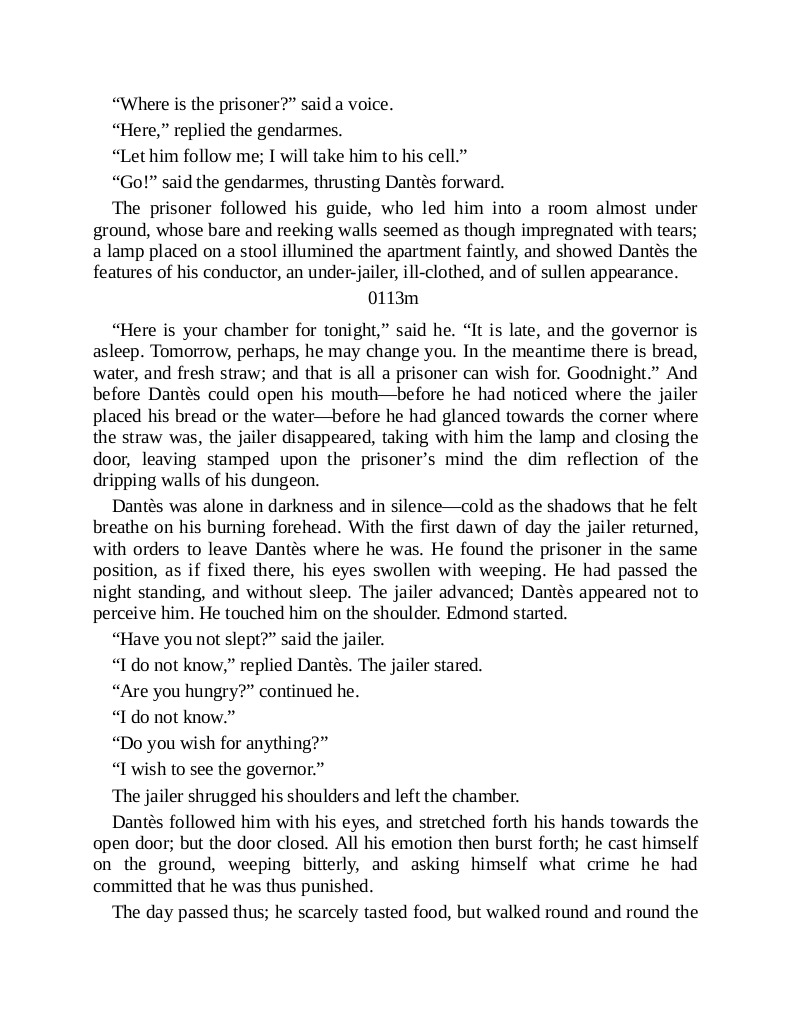 “Where is the prisoner?” said a voice.
“Here,” replied the gendarmes.
“Let him follow me; I will take him to his cell.”
“Go!” said the gendarmes, thrusting Dantès forward.
The prisoner followed his guide, who led him into a room almost under
ground, whose bare and reeking walls seemed as though impregnated with tears;
a lamp placed on a stool illumined the apartment faintly, and showed Dantès the
features of his conductor, an under-jailer, ill-clothed, and of sullen appearance.
0113m
“Here is your chamber for tonight,” said he. “It is late, and the governor is
asleep. Tomorrow, perhaps, he may change you. In the meantime there is bread,
water, and fresh straw; and that is all a prisoner can wish for. Goodnight.” And
before Dantès could open his mouth—before he had noticed where the jailer
placed his bread or the water—before he had glanced towards the corner where
the straw was, the jailer disappeared, taking with him the lamp and closing the
door, leaving stamped upon the prisoner’s mind the dim reflection of the
dripping walls of his dungeon.
Dantès was alone in darkness and in silence—cold as the shadows that he felt
breathe on his burning forehead. With the first dawn of day the jailer returned,
with orders to leave Dantès where he was. He found the prisoner in the same
position, as if fixed there, his eyes swollen with weeping. He had passed the
night standing, and without sleep. The jailer advanced; Dantès appeared not to
perceive him. He touched him on the shoulder. Edmond started.
“Have you not slept?” said the jailer.
“I do not know,” replied Dantès. The jailer stared.
“Are you hungry?” continued he.
“I do not know.”
“Do you wish for anything?”
“I wish to see the governor.”
The jailer shrugged his shoulders and left the chamber.
Dantès followed him with his eyes, and stretched forth his hands towards the
open door; but the door closed. All his emotion then burst forth; he cast himself
on the ground, weeping bitterly, and asking himself what crime he had
committed that he was thus punished.
The day passed thus; he scarcely tasted food, but walked round and round the